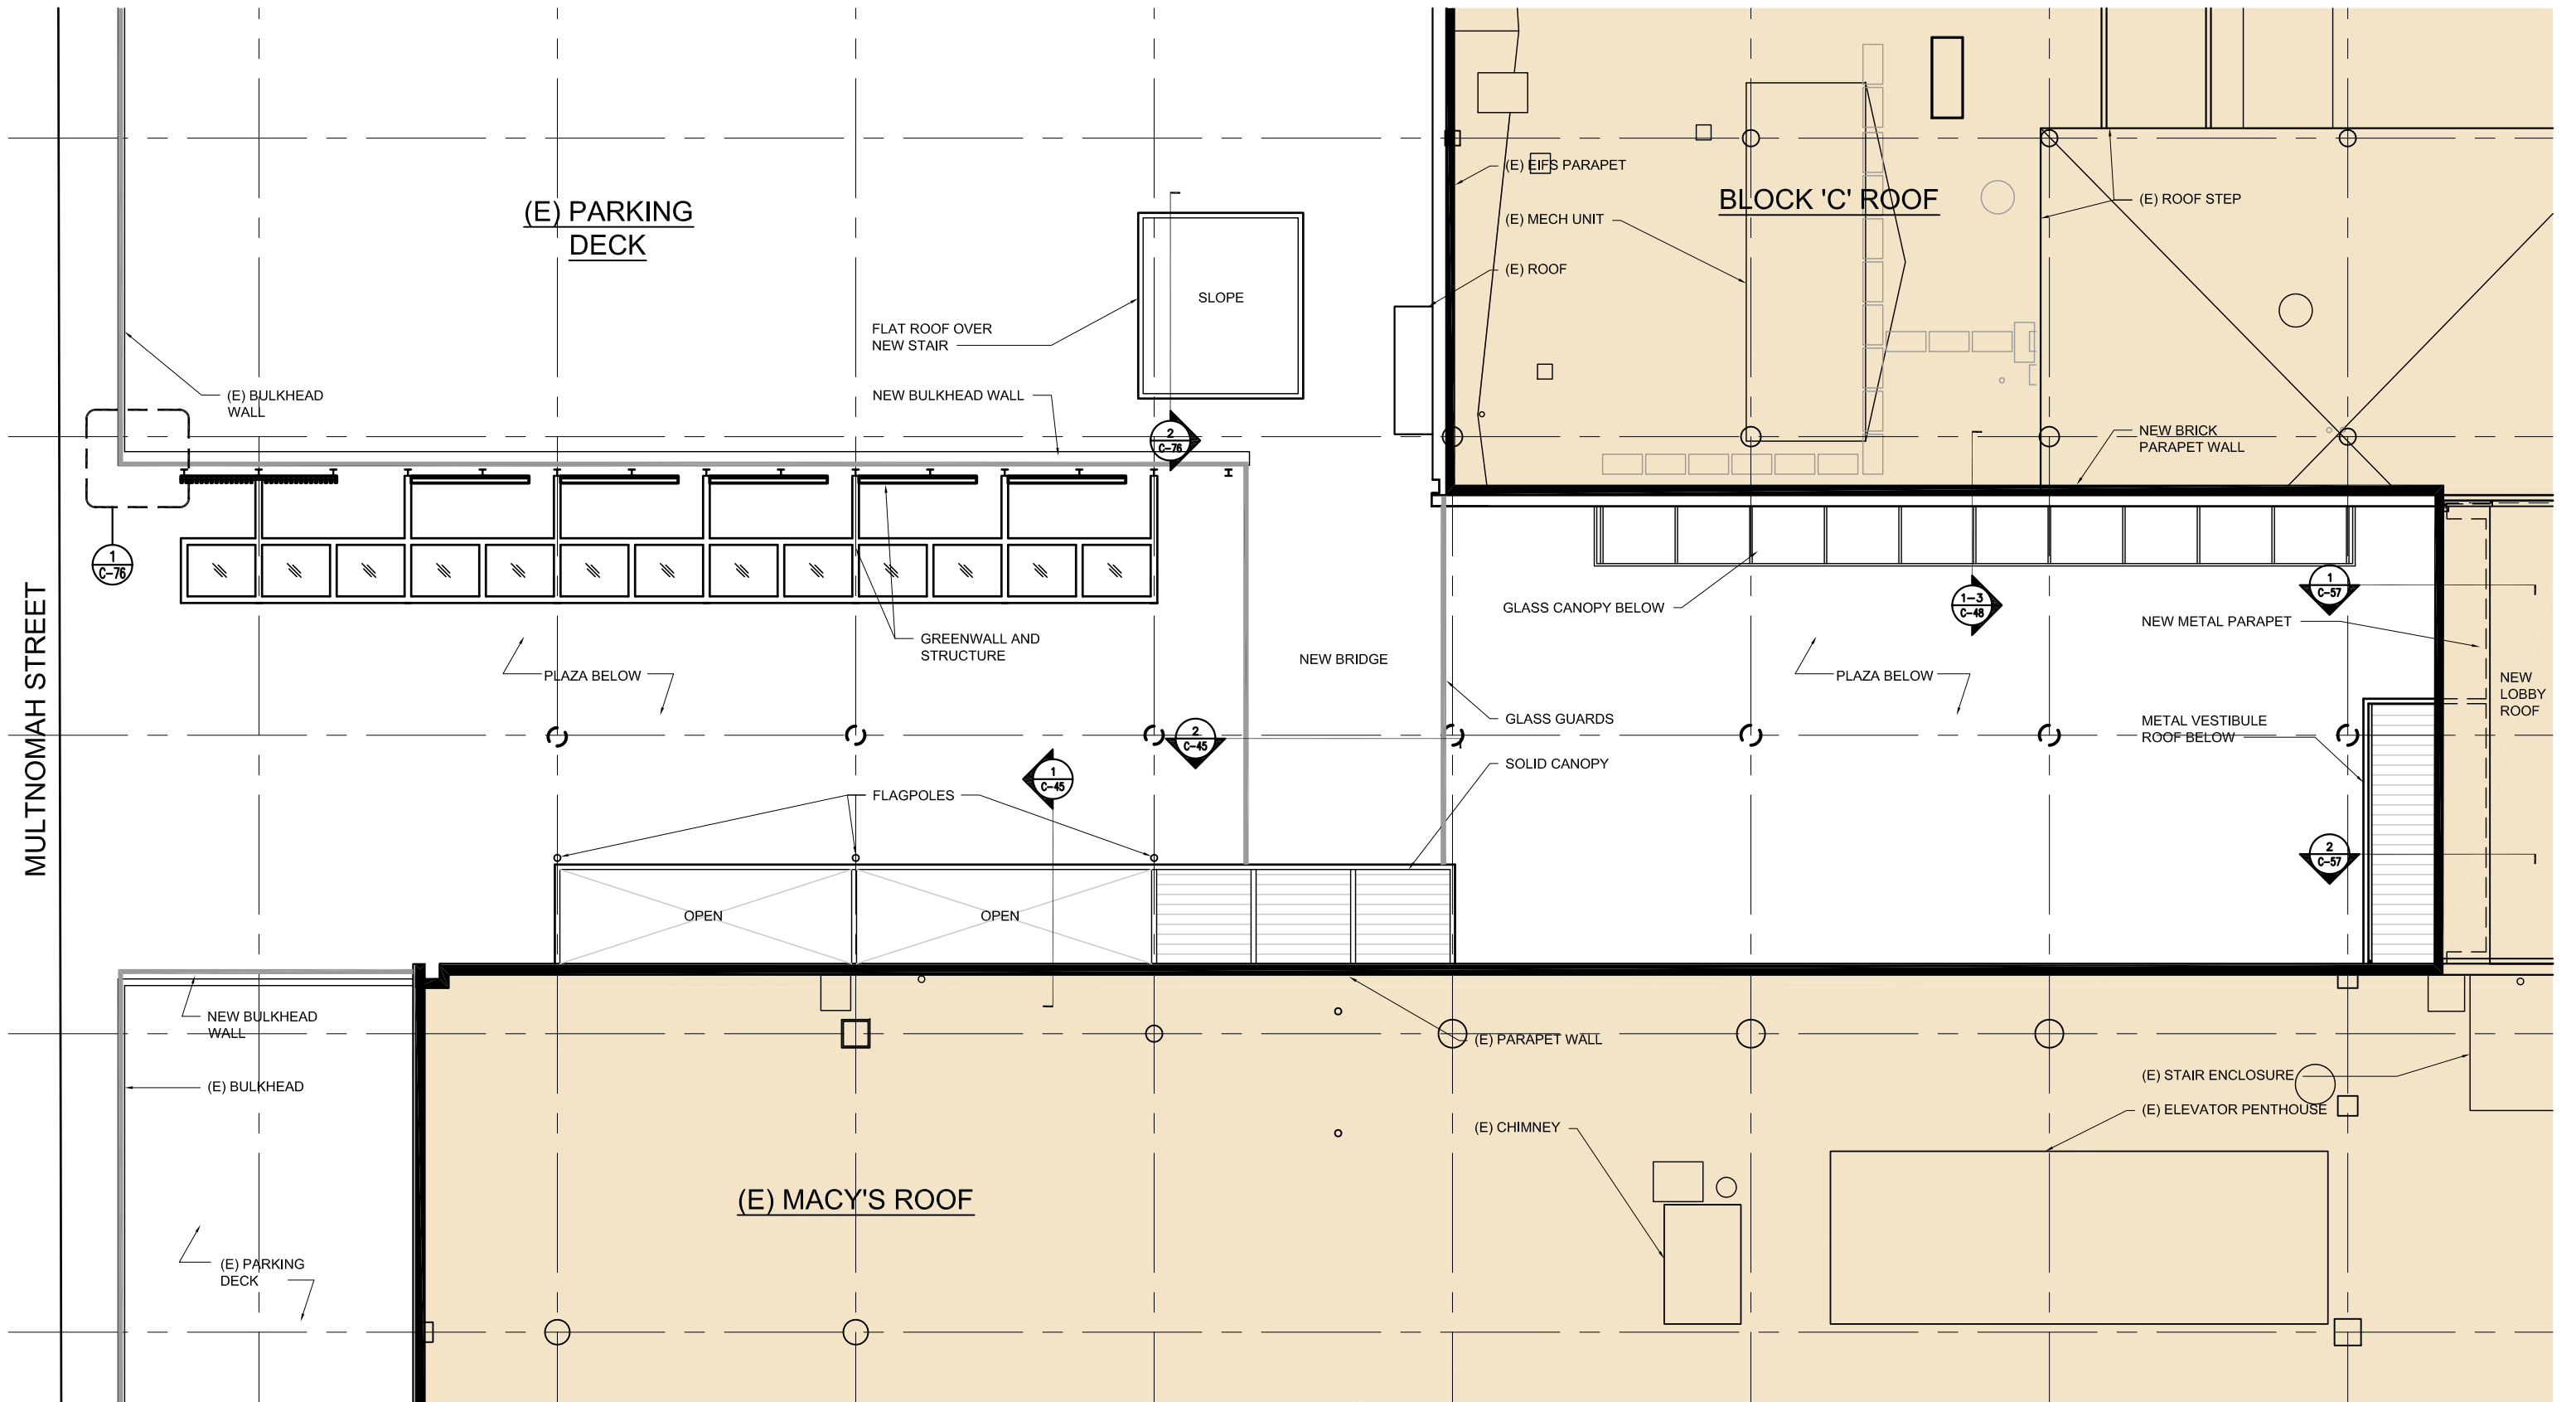 (E) PARKING
DECK
SLOPE
FLAT ROOF OVER
NEW STAIR
(E) BULKHEAD
WALL
NEW BULKHEAD WALL
2
C-76
1
C-76
(E) EIFS PARAPET
(E) MECH UNIT
(E) ROOF
BLOCK 'C' ROOF
(E) ROOF STEP
NEW BRICK
PARAPET WALL
GREENWALL AND
STRUCTURE
PLAZA BELOW
NEW BRIDGE
GLASS CANOPY BELOW
1-3
C-48
1
C-57
NEW METAL PARAPET
PLAZA BELOW
NEW
LOBBY
ROOF
GLASS GUARDS
METAL VESTIBULE
ROOF BELOW
2
C-45
1
C-45
SOLID CANOPY
FLAGPOLES
2
C-57
OPEN
OPEN
MULTNOMAH STREET
NEW BULKHEAD
WALL
(E) BULKHEAD
(E) PARKING
DECK
(E) PARAPET WALL
(E) STAIR ENCLOSURE
(E) ELEVATOR PENTHOUSE
(E) CHIMNEY
(E) MACY'S ROOF